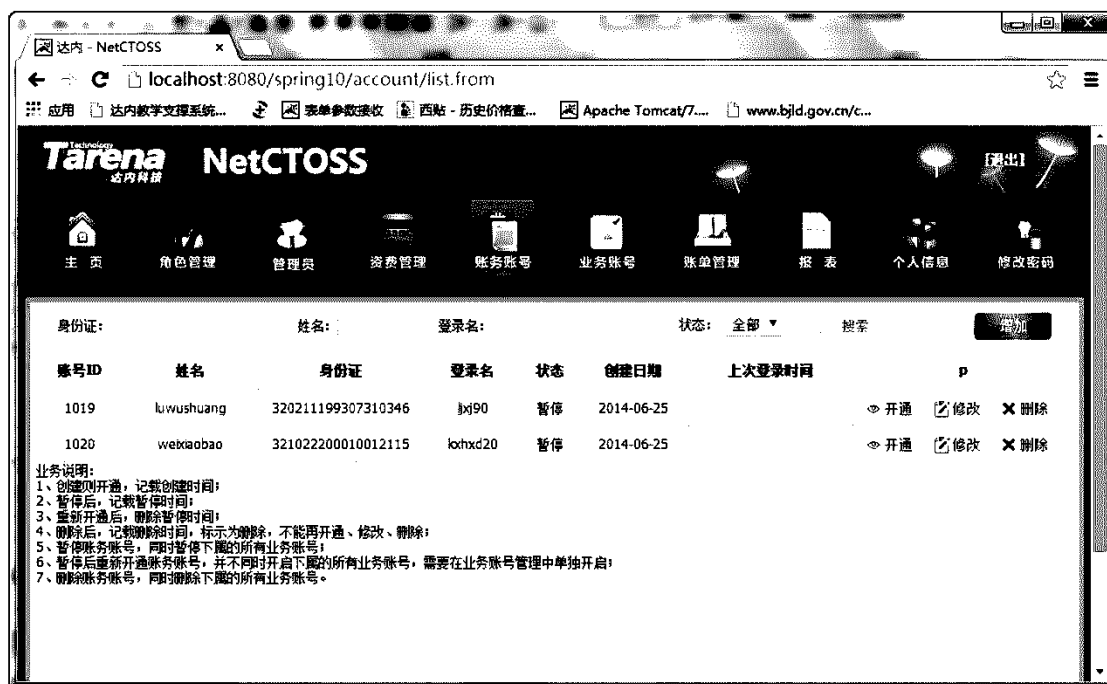 达内 - NetCTOSS
localhost:8080/spring10/account/list.from
应用 达内教学支撑系统... 表单参数接收 西贴 - 历史价格查... Apache Tomcat/7.... www.bjld.gov.cn/c...
Technology
Tarena NetCTOSS [退出]
达内科技
主 页 角色管理 管理员 资费管理 账务账号 业务账号 账单管理 报 表 个人信息 修改密码
身份证: 姓名: 登录名: 状态: 全部 搜索 增加
账号ID 姓名 身份证 登录名 状态 创建日期 上次登录时间 p
1019 luwushuang 320211199307310346 ljxj90 暂停 2014-06-25 开通 修改 删除
1020 weixiaobao 321022200010012115 kxhxd20 暂停 2014-06-25 开通 修改 删除
业务说明:
1、创建则开通，记载创建时间；
2、暂停后，记载暂停时间；
3、重新开通后，删除暂停时间；
4、删除后，记载删除时间，标示为删除，不能再开通、修改、删除；
5、暂停账务账号，同时暂停下属的所有业务账号；
6、暂停后重新开通账务账号，并不同时开启下属的所有业务账号，需要在业务账号管理中单独开启；
7、删除账务账号，同时删除下属的所有业务账号。